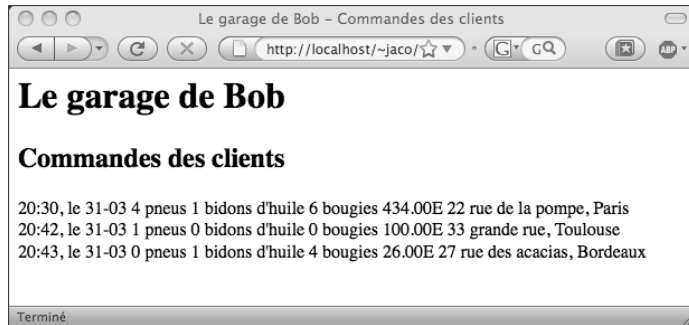 Le garage de Bob – Commandes des clients
http://localhost/~jaco/
G
GQ
ABP
Le garage de Bob
Commandes des clients
20:30, le 31-03 4 pneus 1 bidons d'huile 6 bougies 434.00E 22 rue de la pompe, Paris
20:42, le 31-03 1 pneus 0 bidons d'huile 0 bougies 100.00E 33 grande rue, Toulouse
20:43, le 31-03 0 pneus 1 bidons d'huile 4 bougies 26.00E 27 rue des acacias, Bordeaux
Terminé